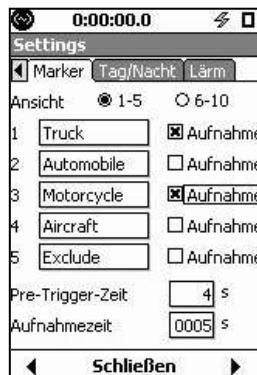 0:00:00.0
Settings
Marker Tag/Nacht Lärm
Ansicht 1-5 6-10
1 Truck Aufnahme
2 Automobile Aufnahme
3 Motorcycle Aufnahme
4 Aircraft Aufnahme
5 Exclude Aufnahme
Pre-Trigger-Zeit 4 s
Aufnahmezeit 0005 s
Schließen